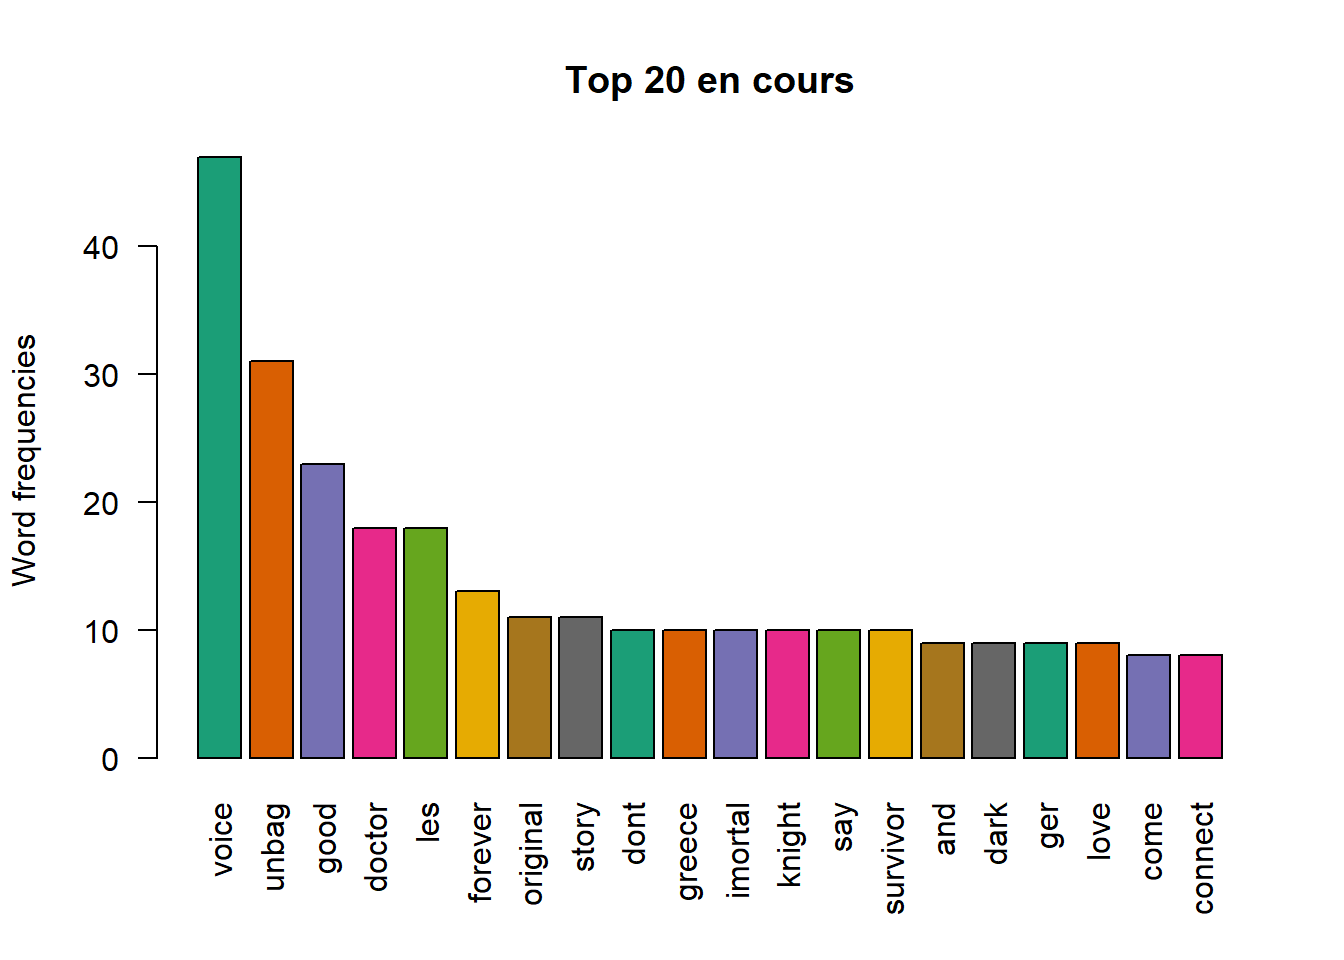 Top 20 en cours
Word frequencies
40
30
20
10
0
voice
unbag
good
doctor
les
forever
original
story
dont
greece
imortal
knight
say
survivor
and
dark
ger
love
come
connect